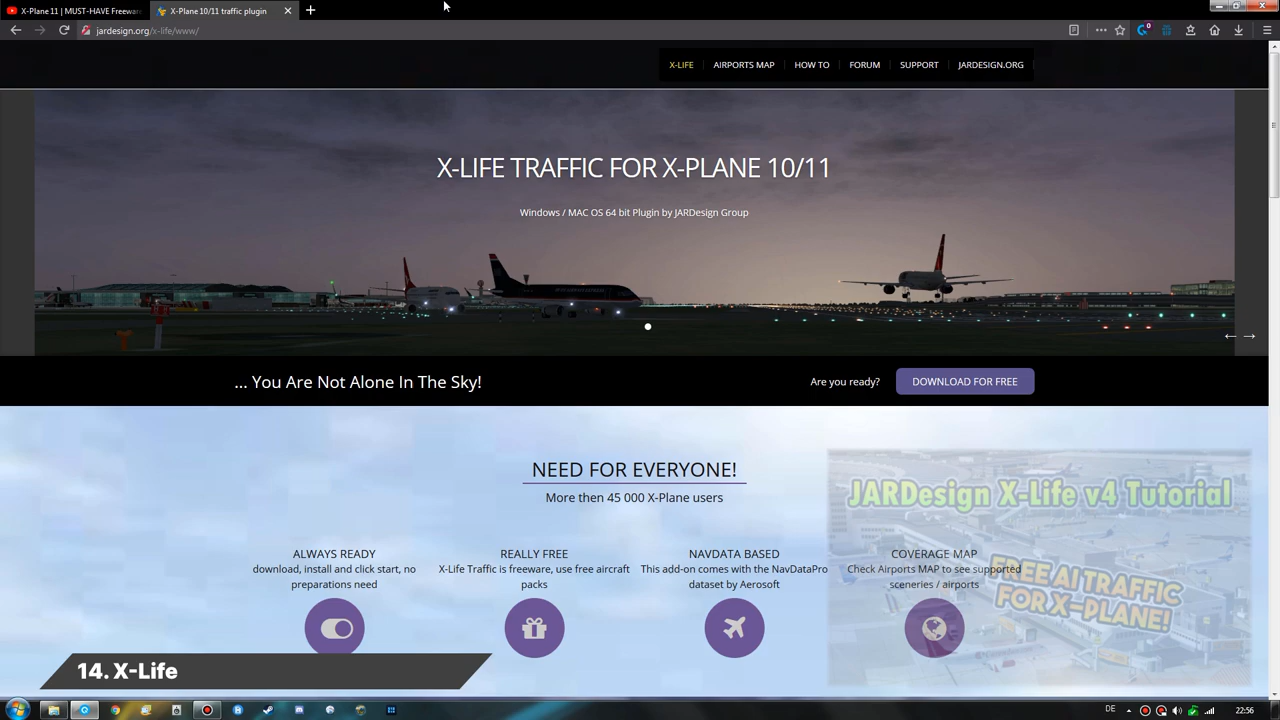 X-Plane 11 | MUST-HAVE Freewar
X-Plane 10/11 traffic plugin
jardesign.org/x-life/www/
X-LIFE
AIRPORTS MAP
HOW TO
FORUM
SUPPORT
JARDESIGN.ORG
X-LIFE TRAFFIC FOR X-PLANE 10/11
Windows / MAC OS 64 bit Plugin by JARDesign Group
... You Are Not Alone In The Sky!
Are you ready?
DOWNLOAD FOR FREE
NEED FOR EVERYONE!
More then 45 000 X-Plane users
JARDesign X-Life v4 Tutorial
FREE AI TRAFFIC
FOR X-PLANE!
ALWAYS READY
download, install and click start, no
preparations need
REALLY FREE
X-Life Traffic is freeware, use free aircraft
packs
NAVDATA BASED
This add-on comes with the NavDataPro
dataset by Aerosoft
COVERAGE MAP
Check Airports MAP to see supported
sceneries / airports
14. X-Life
DE
22:56